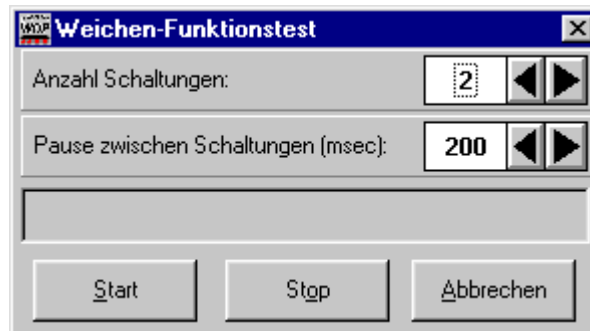 W.D.P Weichen-Funktionstest
Anzahl Schaltungen: 2
Pause zwischen Schaltungen (msec): 200
Start Stop Abbrechen